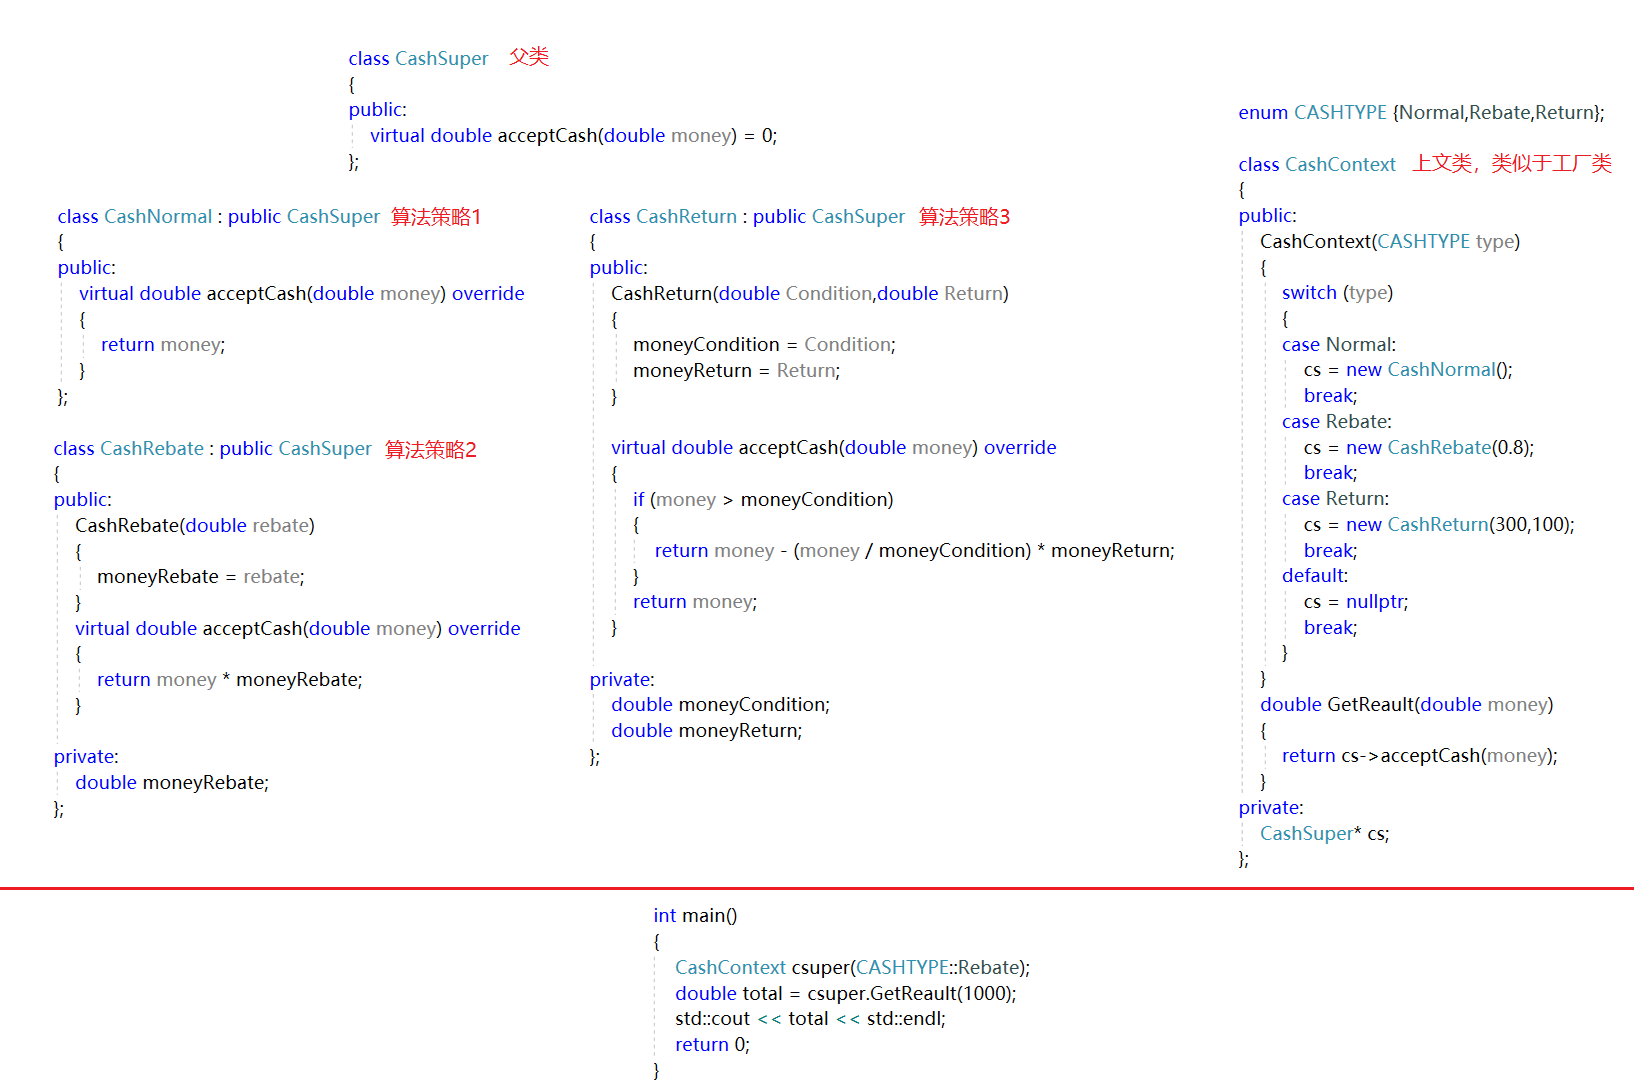 class CashSuper 父类
{
public:
virtual double acceptCash(double money) = 0;
};
class CashNormal : public CashSuper 算法策略1
{
public:
virtual double acceptCash(double money) override
{
return money;
}
};
class CashRebate : public CashSuper 算法策略2
{
public:
CashRebate(double rebate)
{
moneyRebate = rebate;
}
virtual double acceptCash(double money) override
{
return money * moneyRebate;
}
private:
double moneyRebate;
};
class CashReturn : public CashSuper 算法策略3
{
public:
CashReturn(double Condition,double Return)
{
moneyCondition = Condition;
moneyReturn = Return;
}
virtual double acceptCash(double money) override
{
if (money > moneyCondition)
{
return money - (money / moneyCondition) * moneyReturn;
}
return money;
}
private:
double moneyCondition;
double moneyReturn;
};
enum CASHTYPE {Normal,Rebate,Return};
class CashContext 上文类，类似于工厂类
{
public:
CashContext(CASHTYPE type)
{
switch (type)
{
case Normal:
cs = new CashNormal();
break;
case Rebate:
cs = new CashRebate(0.8);
break;
case Return:
cs = new CashReturn(300,100);
break;
default:
cs = nullptr;
break;
}
}
double GetReault(double money)
{
return cs->acceptCash(money);
}
private:
CashSuper* cs;
};
int main()
{
CashContext csuper(CASHTYPE::Rebate);
double total = csuper.GetReault(1000);
std::cout << total << std::endl;
return 0;
}